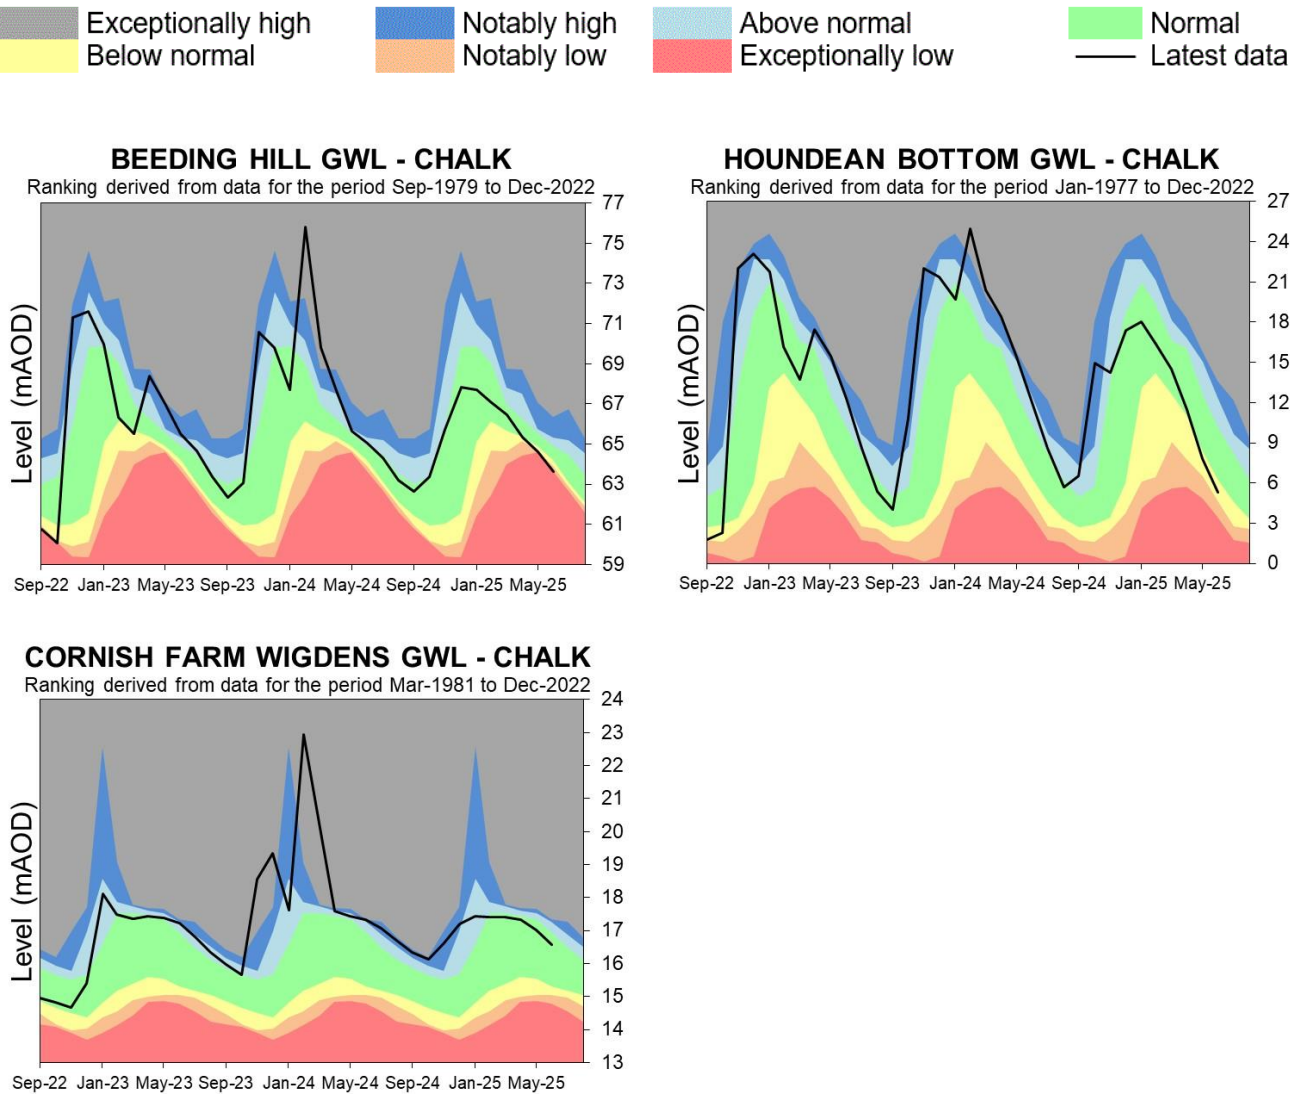 Exceptionally high Notably high Above normal Normal
Below normal Notably low Exceptionally low Latest data
BEEDING HILL GWL - CHALK
Ranking derived from data for the period Sep-1979 to Dec-2022
77
75
73
71
69
67
65
63
61
59
Level (mAOD)
Sep-22 Jan-23 May-23 Sep-23 Jan-24 May-24 Sep-24 Jan-25 May-25
HOUNDEAN BOTTOM GWL - CHALK
Ranking derived from data for the period Jan-1977 to Dec-2022
27
24
21
18
15
12
9
6
3
0
Level (mAOD)
Sep-22 Jan-23 May-23 Sep-23 Jan-24 May-24 Sep-24 Jan-25 May-25
CORNISH FARM WIGDENS GWL - CHALK
Ranking derived from data for the period Mar-1981 to Dec-2022
24
23
22
21
20
19
18
17
16
15
14
13
Level (mAOD)
Sep-22 Jan-23 May-23 Sep-23 Jan-24 May-24 Sep-24 Jan-25 May-25